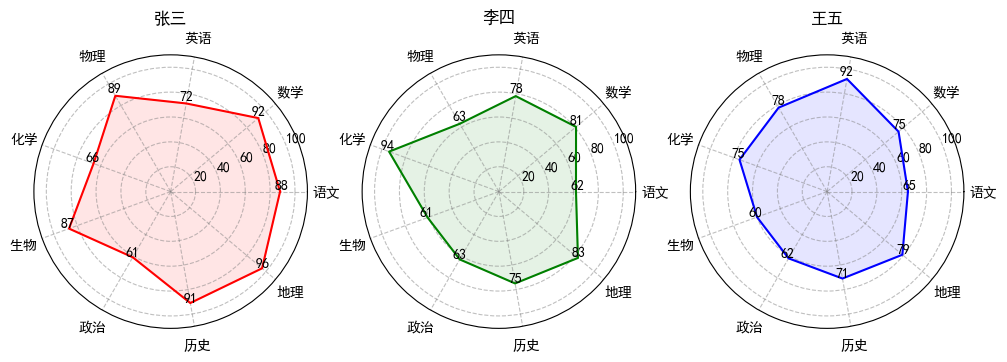 张三
英语
物理
数学
化学
语文
生物
地理
政治
历史
89
72
92
66
88
87
61
96
91
20
40
60
80
100
李四
英语
物理
数学
化学
语文
生物
地理
政治
历史
78
63
81
94
62
61
63
83
75
20
40
60
80
100
王五
英语
物理
数学
化学
语文
生物
地理
政治
历史
92
78
75
75
65
60
62
79
71
20
40
60
80
100